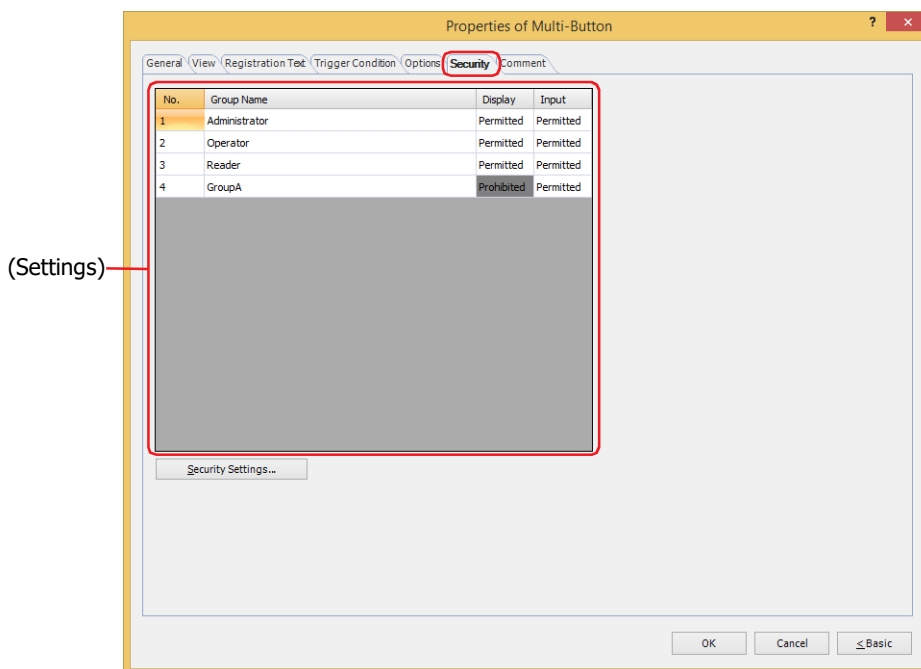 Properties of Multi-Button ? ×
General View Registration Text Trigger Condition Options Security Comment
No. Group Name Display Input
1 Administrator Permitted Permitted
2 Operator Permitted Permitted
3 Reader Permitted Permitted
4 GroupA Prohibited Permitted
(Settings)
Security Settings...
OK Cancel < Basic